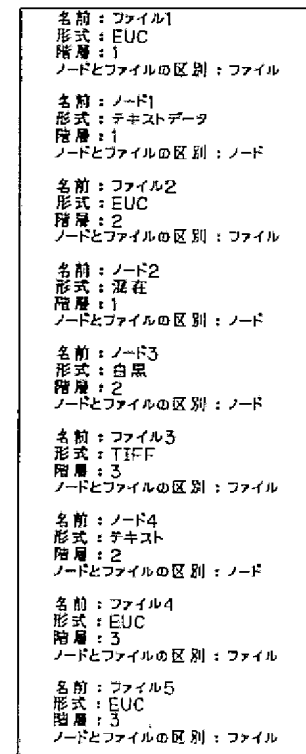 名前：ファイル1
形式：EUC
階層：1
ノードとファイルの区別：ファイル
名前：ノード1
形式：テキストデータ
階層：1
ノードとファイルの区別：ノード
名前：ファイル2
形式：EUC
階層：2
ノードとファイルの区別：ファイル
名前：ノード2
形式：混在
階層：1
ノードとファイルの区別：ノード
名前：ノード3
形式：白黒
階層：2
ノードとファイルの区別：ノード
名前：ファイル3
形式：TIFF
階層：3
ノードとファイルの区別：ファイル
名前：ノード4
形式：テキスト
階層：2
ノードとファイルの区別：ノード
名前：ファイル4
形式：EUC
階層：3
ノードとファイルの区別：ファイル
名前：ファイル5
形式：EUC
階層：3
ノードとファイルの区別：ファイル